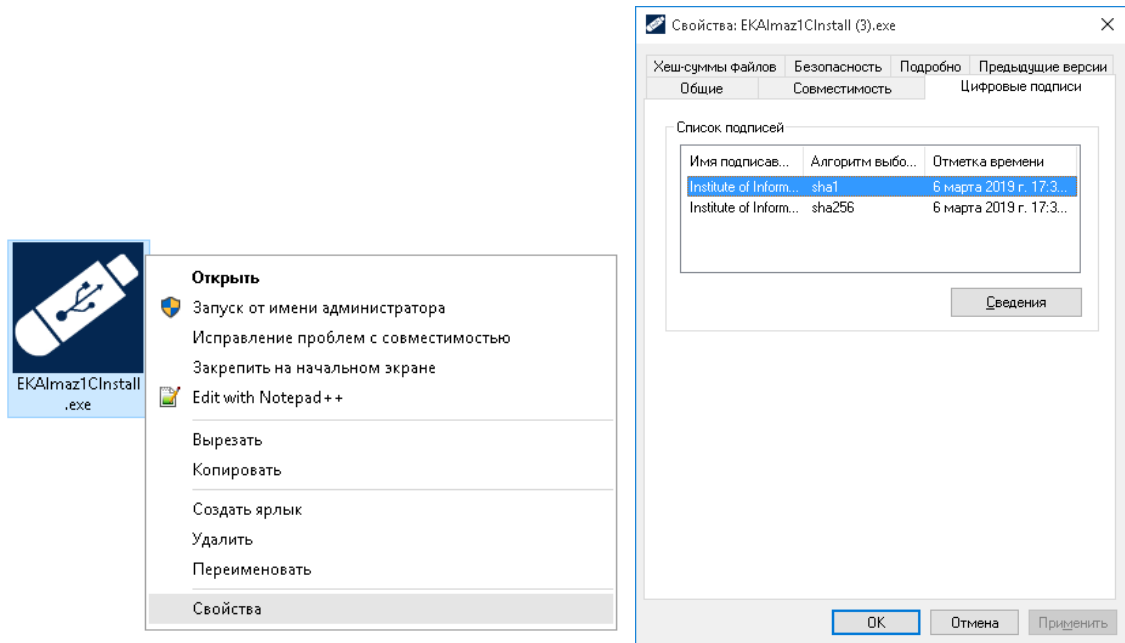 EKAlmaz1CInstall
.exe
Открыть
Запуск от имени администратора
Исправление проблем с совместимостью
Закрепить на начальном экране
Edit with Notepad++
Вырезать
Копировать
Создать ярлык
Удалить
Переименовать
Свойства
Свойства: EKAlmaz1CInstall (3).exe
Хеш-суммы файлов Безопасность Подробно Предыдущие версии
Общие Совместимость Цифровые подписи
Список подписей
Имя подписав... Алгоритм выбо... Отметка времени
Institute of Inform... sha1 6 марта 2019 г. 17:3...
Institute of Inform... sha256 6 марта 2019 г. 17:3...
Сведения
OK Отмена Применить